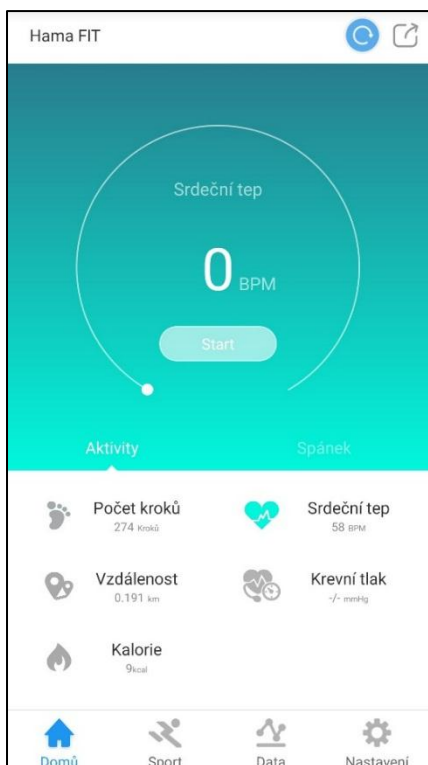 Hama FIT
Srdeční tep
0 BPM
Start
Aktivity
Spánek
Počet kroků
274 Kroků
Srdeční tep
58 BPM
Vzdálenost
0.191 km
Krevní tlak
-/- mmHg
Kalorie
9kcal
Domů
Sport
Data
Nastavení